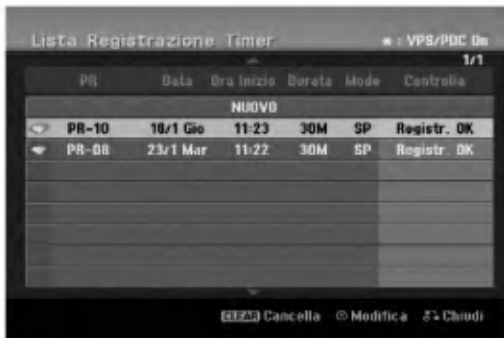 Lista Registrazione Timer
* : VPS/PDC On
1/1
PR Data Ora Inizio Durata Mode Controlla
NUOVO
PR-10 18/1 Gio 11:23 30M SP Registr. OK
PR-08 23/1 Mar 11:22 30M SP Registr. OK
CLEAR Cancella Modifica Chiudi